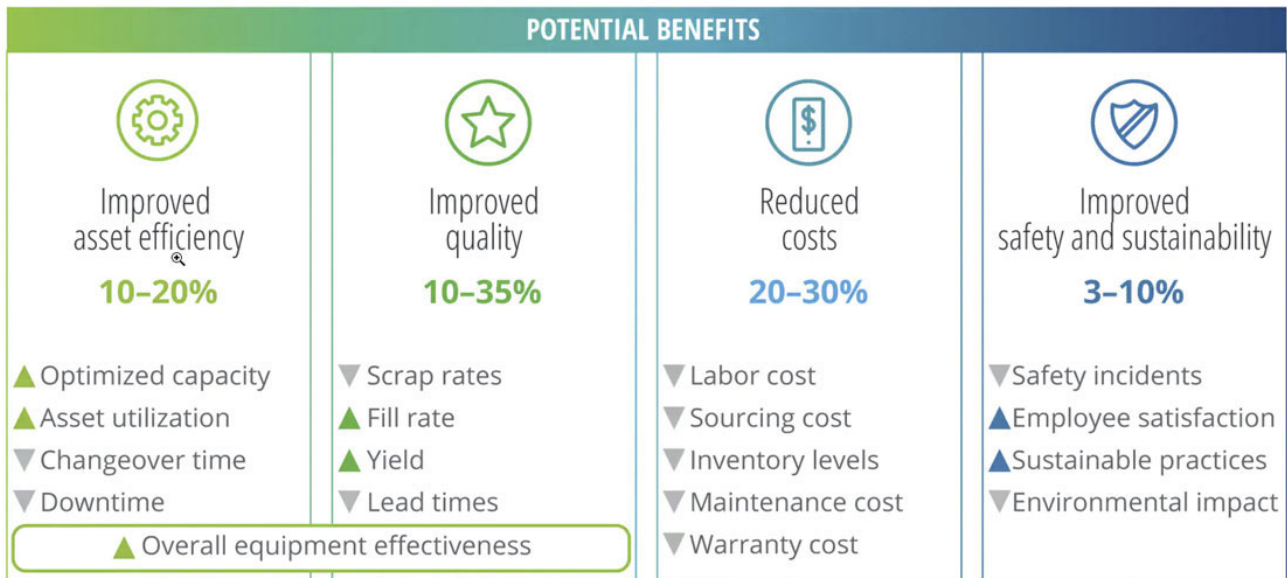 POTENTIAL BENEFITS
Improved
asset efficiency
10–20%
▲ Optimized capacity
▲ Asset utilization
▼ Changeover time
▼ Downtime
Improved
quality
10–35%
▼ Scrap rates
▲ Fill rate
▲ Yield
▼ Lead times
▲ Overall equipment effectiveness
$
Reduced
costs
20–30%
▼ Labor cost
▼ Sourcing cost
▼ Inventory levels
▼ Maintenance cost
▼ Warranty cost
Improved
safety and sustainability
3–10%
▼ Safety incidents
▲ Employee satisfaction
▲ Sustainable practices
▼ Environmental impact